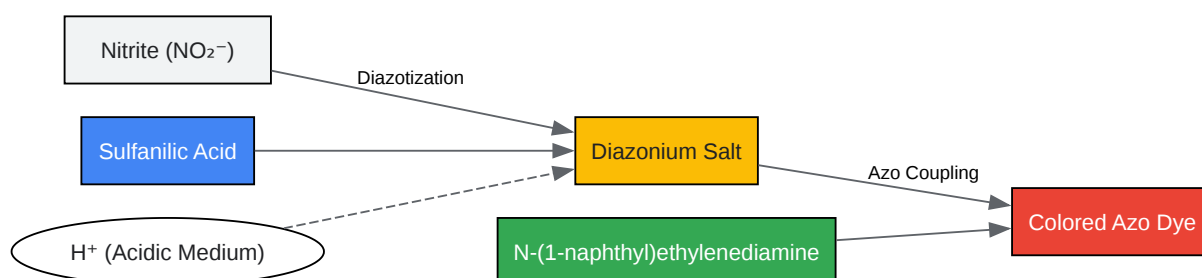 Nitrite (NO₂⁻)
Diazotization
Sulfanilic Acid
Diazonium Salt
Azo Coupling
H⁺ (Acidic Medium)
N-(1-naphthyl)ethylenediamine
Colored Azo Dye